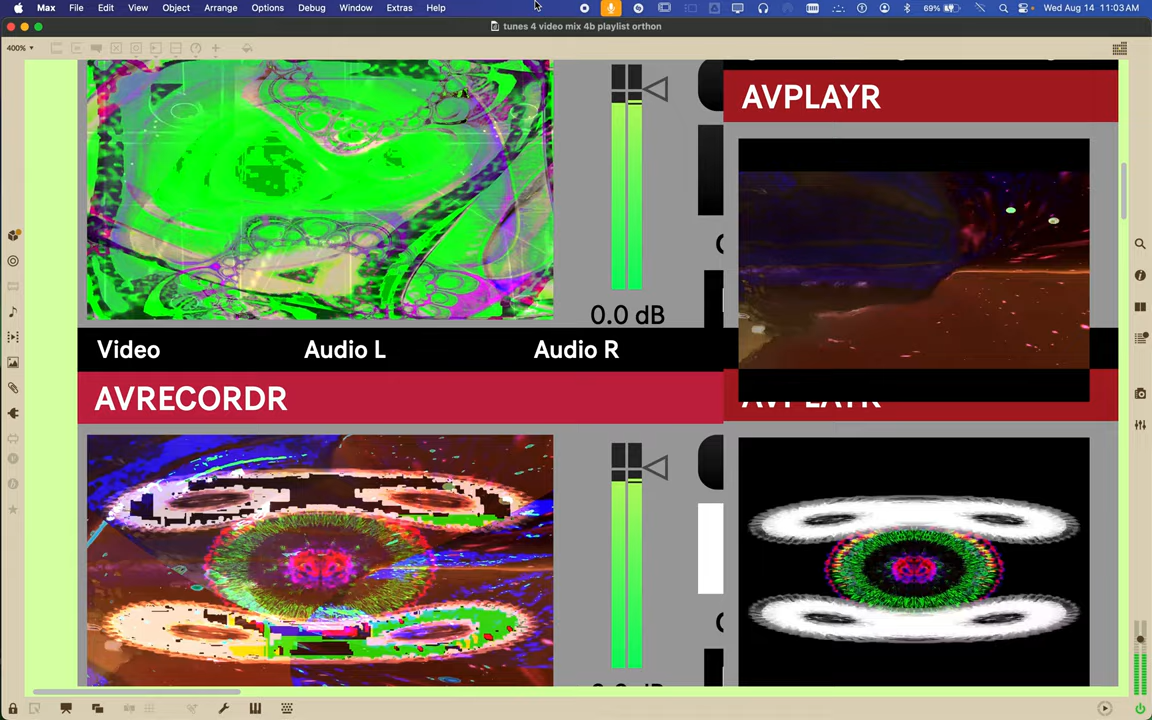 Max File Edit View Object Arrange Options Debug Window Extras Help 69% Wed Aug 14 11:03 AM
tunes 4 video mix 4b playlist orthon
400%
AVPLAYR
0.0 dB
Video Audio L Audio R
AVRECORDR
AVPLAYR